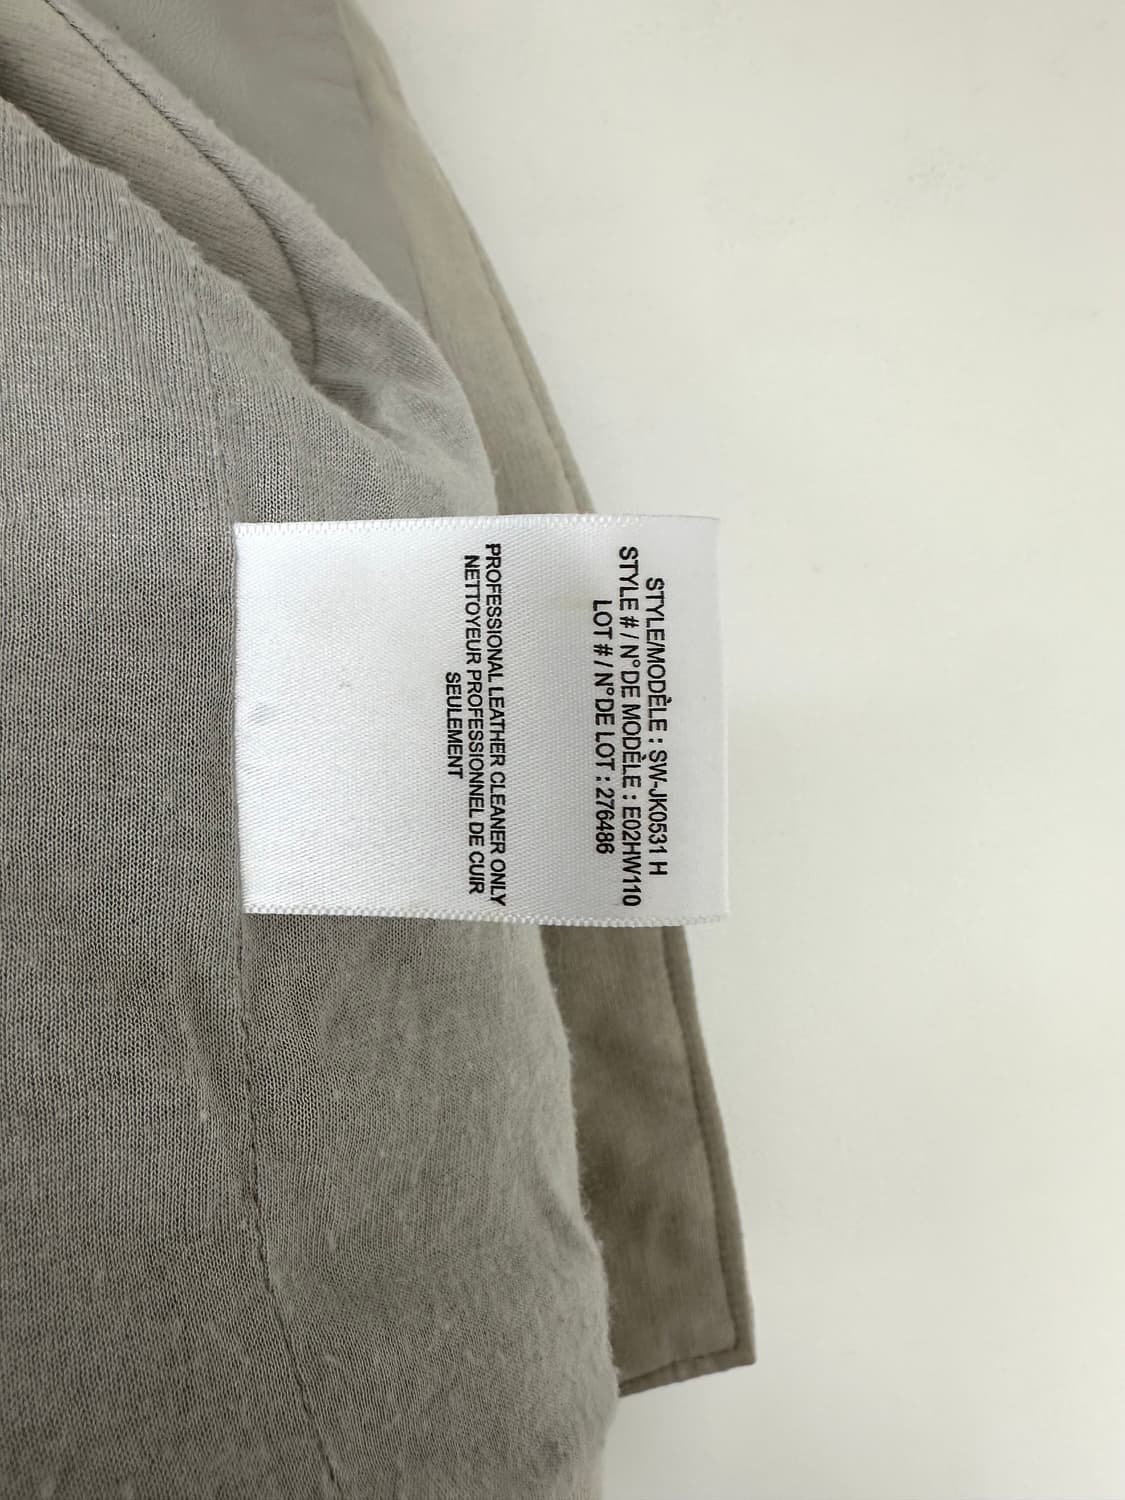 STYLE/MODÈLE : SW-JK0531 H
STYLE # / N° DE MODÈLE : E02HW110
LOT # / N° DE LOT : 276486
PROFESSIONAL LEATHER CLEANER ONLY
NETTOYEUR PROFESSIONNEL DE CUIR
SEULEMENT